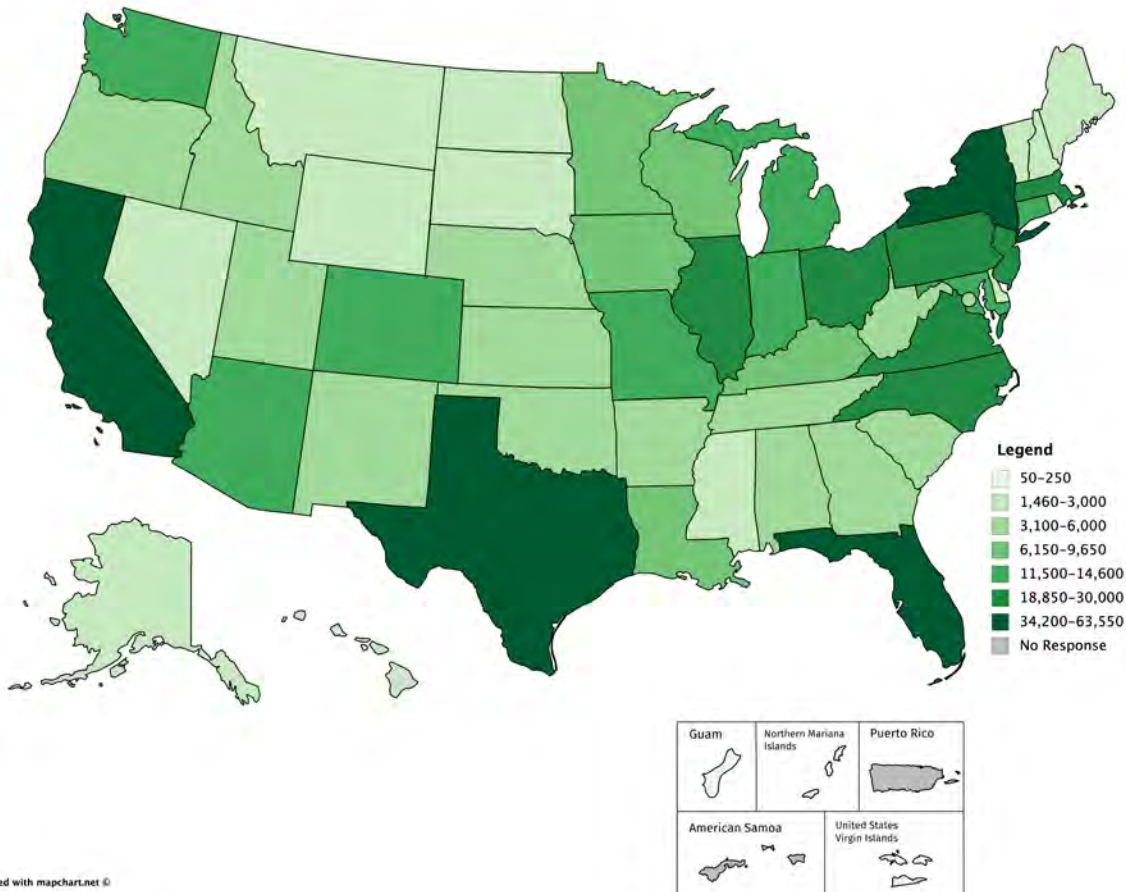 Legend
50–250
1,460–3,000
3,100–6,000
6,150–9,650
11,500–14,600
18,850–30,000
34,200–63,550
No Response
Guam
Northern Mariana
Islands
Puerto Rico
American Samoa
United States
Virgin Islands
ed with mapchart.net ©